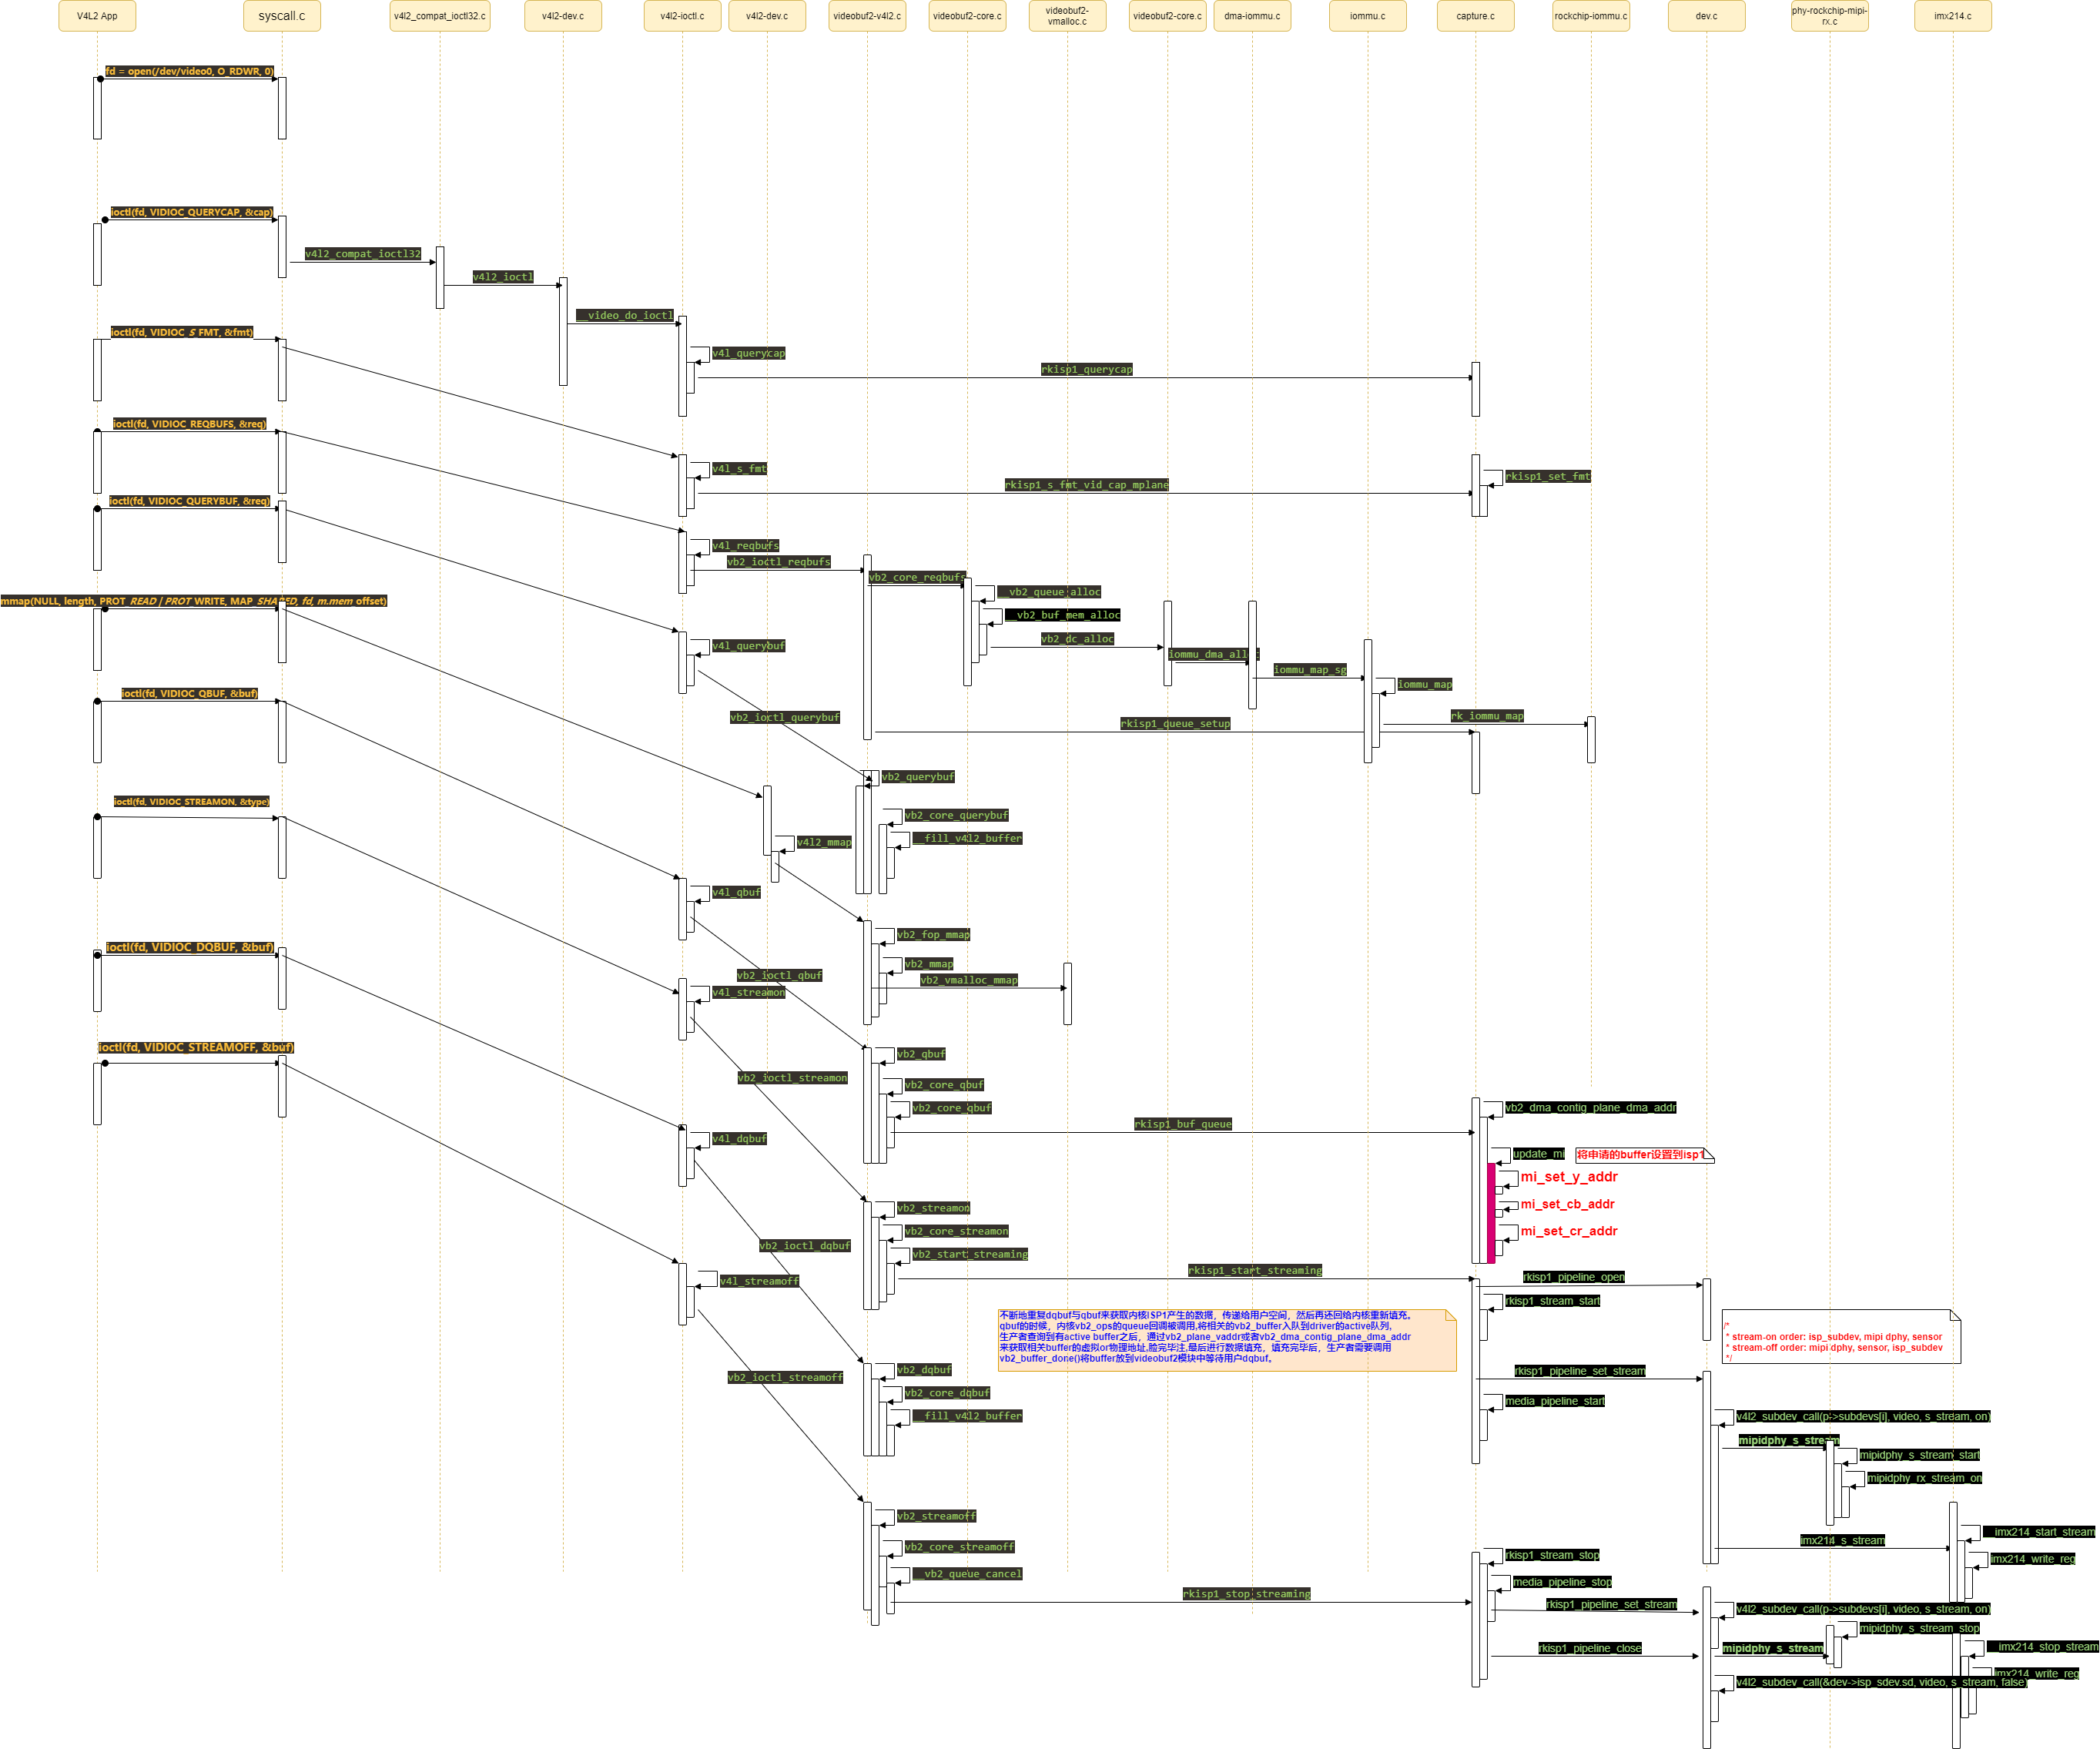 V4L2 App
syscall.c
v4l2_compat_ioctl32.c
v4l2-dev.c
v4l2-ioctl.c
v4l2-dev.c
videobuf2-v4l2.c
videobuf2-core.c
videobuf2-
vmalloc.c
videobuf2-core.c
dma-iommu.c
iommu.c
capture.c
rockchip-iommu.c
dev.c
phy-rockchip-mipi-
rx.c
imx214.c
fd = open(/dev/video0, O_RDWR, 0)
ioctl(fd, VIDIOC_QUERYCAP, &cap)
v4l2_compat_ioctl32
v4l2_ioctl
__video_do_ioctl
ioctl(fd, VIDIOC_S_FMT, &fmt)
v4l_querycap
rkisp1_querycap
ioctl(fd, VIDIOC_REQBUFS, &req)
v4l_s_fmt
rkisp1_s_fmt_vid_cap_mplane
rkisp1_set_fmt
ioctl(fd, VIDIOC_QUERYBUF, &req)
v4l_reqbufs
vb2_ioctl_reqbufs
vb2_core_reqbufs
__vb2_queue_alloc
__vb2_buf_mem_alloc
vb2_dc_alloc
iommu_dma_alloc
iommu_map_sg
iommu_map
rk_iommu_map
rkisp1_queue_setup
mmap(NULL, length, PROT READ | PROT WRITE, MAP SHARED, fd, m.mem offset)
v4l_querybuf
vb2_ioctl_querybuf
vb2_querybuf
vb2_core_querybuf
__fill_v4l2_buffer
ioctl(fd, VIDIOC_QBUF, &buf)
v4l2_mmap
ioctl(fd, VIDIOC_STREAMON, &type)
v4l_qbuf
vb2_fop_mmap
vb2_mmap
vb2_vmalloc_mmap
ioctl(fd, VIDIOC_DQBUF, &buf)
vb2_ioctl_qbuf
v4l_streamon
ioctl(fd, VIDIOC_STREAMOFF, &buf)
vb2_qbuf
vb2_core_qbuf
vb2_core_qbuf
vb2_ioctl_streamon
rkisp1_buf_queue
vb2_dma_contig_plane_dma_addr
update_mi
将申请的buffer设置到isp1
mi_set_y_addr
mi_set_cb_addr
mi_set_cr_addr
v4l_dqbuf
vb2_streamon
vb2_core_streamon
vb2_start_streaming
vb2_ioctl_dqbuf
rkisp1_start_streaming
rkisp1_pipeline_open
rkisp1_stream_start
v4l_streamoff
不断地重复dqbuf与qbuf来获取内核ISP1产生的数据，传递给用户空间，然后再还回给内核重新填充。
qbuf的时候，内核vb2_ops的queue回调被调用,将相关的vb2_buffer入队到driver的active队列,
生产者查询到有active buffer之后，通过vb2_plane_vaddr或者vb2_dma_contig_plane_dma_addr
来获取相关buffer的虚拟or物理地址,脸完毕注,最后进行数据填充，填充完毕后，生产者需要调用
vb2_buffer_done()将buffer放到videobuf2模块中等待用户dqbuf。
/*
* stream-on order: isp_subdev, mipi dphy, sensor
* stream-off order: mipi dphy, sensor, isp_subdev
*/
vb2_ioctl_streamoff
vb2_dqbuf
vb2_core_dqbuf
__fill_v4l2_buffer
rkisp1_pipeline_set_stream
media_pipeline_start
v4l2_subdev_call(p->subdevs[i], video, s_stream, on)
mipidphy_s_stream
mipidphy_s_stream_start
mipidphy_rx_stream_on
vb2_streamoff
vb2_core_streamoff
__vb2_queue_cancel
rkisp1_stop_streaming
imx214_s_stream
__imx214_start_stream
imx214_write_reg
rkisp1_stream_stop
media_pipeline_stop
rkisp1_pipeline_set_stream
v4l2_subdev_call(p->subdevs[i], video, s_stream, on)
mipidphy_s_stream_stop
rkisp1_pipeline_close
mipidphy_s_stream
__imx214_stop_stream
imx214_write_reg
v4l2_subdev_call(&dev->isp_sdev.sd, video, s_stream, false)